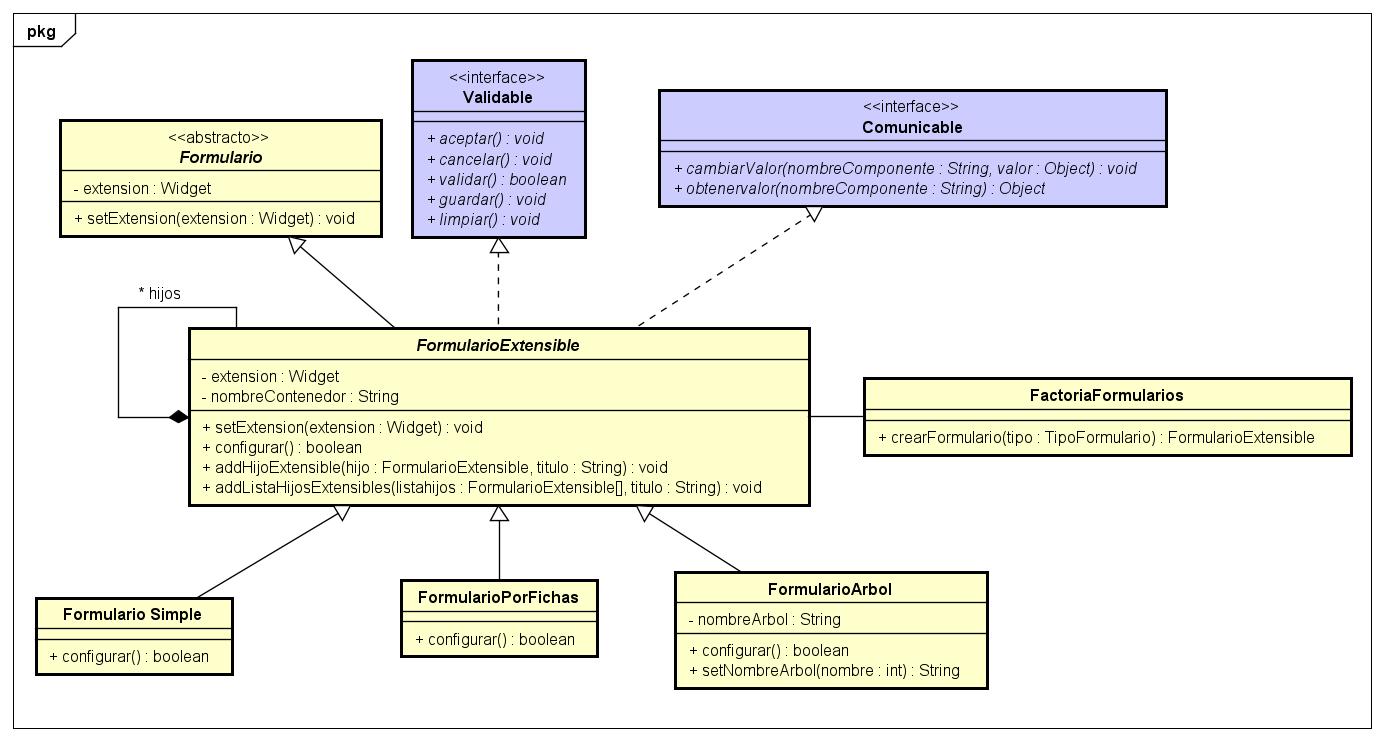 pkg
<<abstracto>>
Formulario
- extension : Widget
+ setExtension(extension : Widget) : void
<<interface>>
Validable
+ aceptar() : void
+ cancelar() : void
+ validar() : boolean
+ guardar() : void
+ limpiar() : void
<<interface>>
Comunicable
+ cambiarValor(nombreComponente : String, valor : Object) : void
+ obtenervalor(nombreComponente : String) : Object
* hijos
FormularioExtensible
- extension : Widget
- nombreContenedor : String
+ setExtension(extension : Widget) : void
+ configurar() : boolean
+ addHijoExtensible(hijo : FormularioExtensible, titulo : String) : void
+ addListaHijosExtensibles(listahijos : FormularioExtensible[], titulo : String) : void
FactoriaFormularios
+ crearFormulario(tipo : TipoFormulario) : FormularioExtensible
Formulario Simple
+ configurar() : boolean
FormularioPorFichas
+ configurar() : boolean
FormularioArbol
- nombreArbol : String
+ configurar() : boolean
+ setNombreArbol(nombre : int) : String